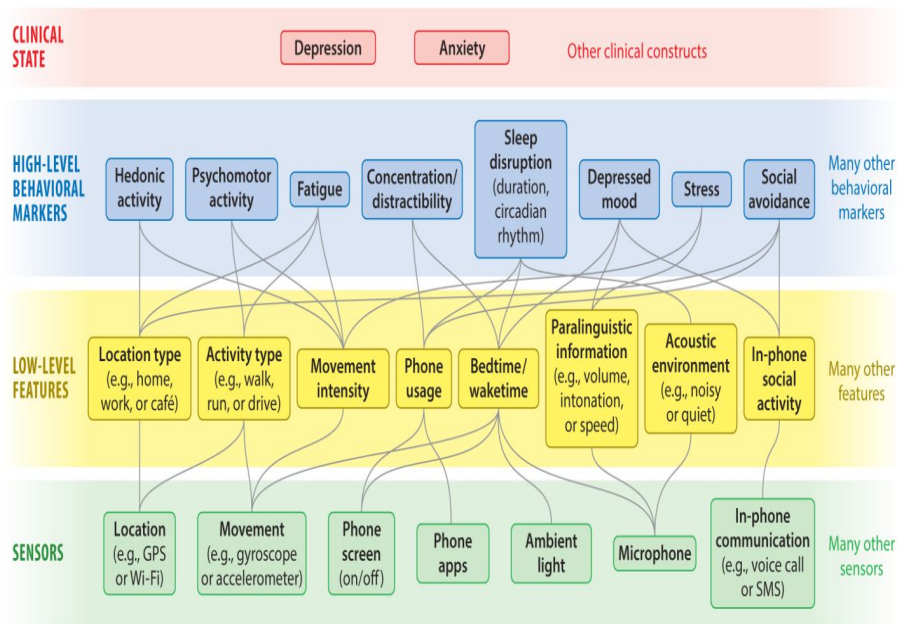 CLINICAL
STATE
Depression
Anxiety
Other clinical constructs
HIGH-LEVEL
BEHAVIORAL
MARKERS
Hedonic
activity
Psychomotor
activity
Fatigue
Concentration/
distractibility
Sleep
disruption
(duration,
circadian
rhythm)
Depressed
mood
Stress
Social
avoidance
Many other
behavioral
markers
LOW-LEVEL
FEATURES
Location type
(e.g., home,
work, or café)
Activity type
(e.g., walk,
run, or drive)
Movement
intensity
Phone
usage
Bedtime/
waketime
Paralinguistic
information
(e.g., volume,
intonation,
or speed)
Acoustic
environment
(e.g., noisy
or quiet)
In-phone
social
activity
Many other
features
SENSORS
Location
(e.g., GPS
or Wi-Fi)
Movement
(e.g., gyroscope
or accelerometer)
Phone
screen
(on/off)
Phone
apps
Ambient
light
Microphone
In-phone
communication
(e.g., voice call
or SMS)
Many other
sensors